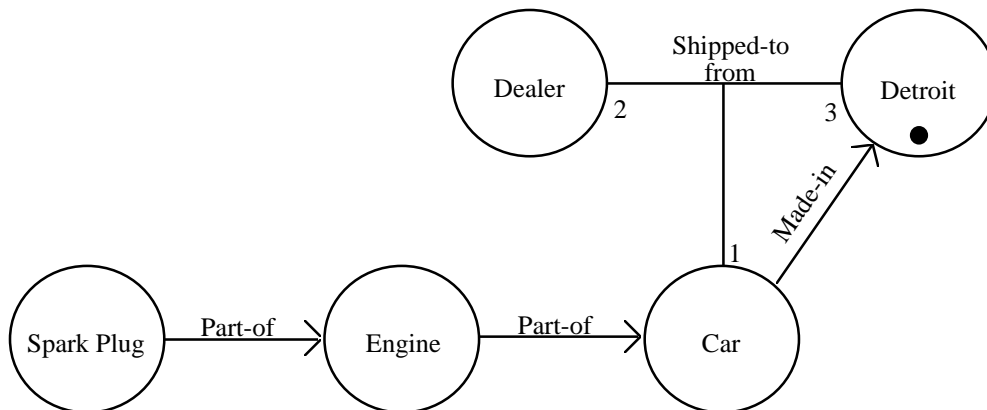 Shipped-to
from
Dealer
Detroit
2
3
Made-in
1
Spark Plug
Part-of
Engine
Part-of
Car